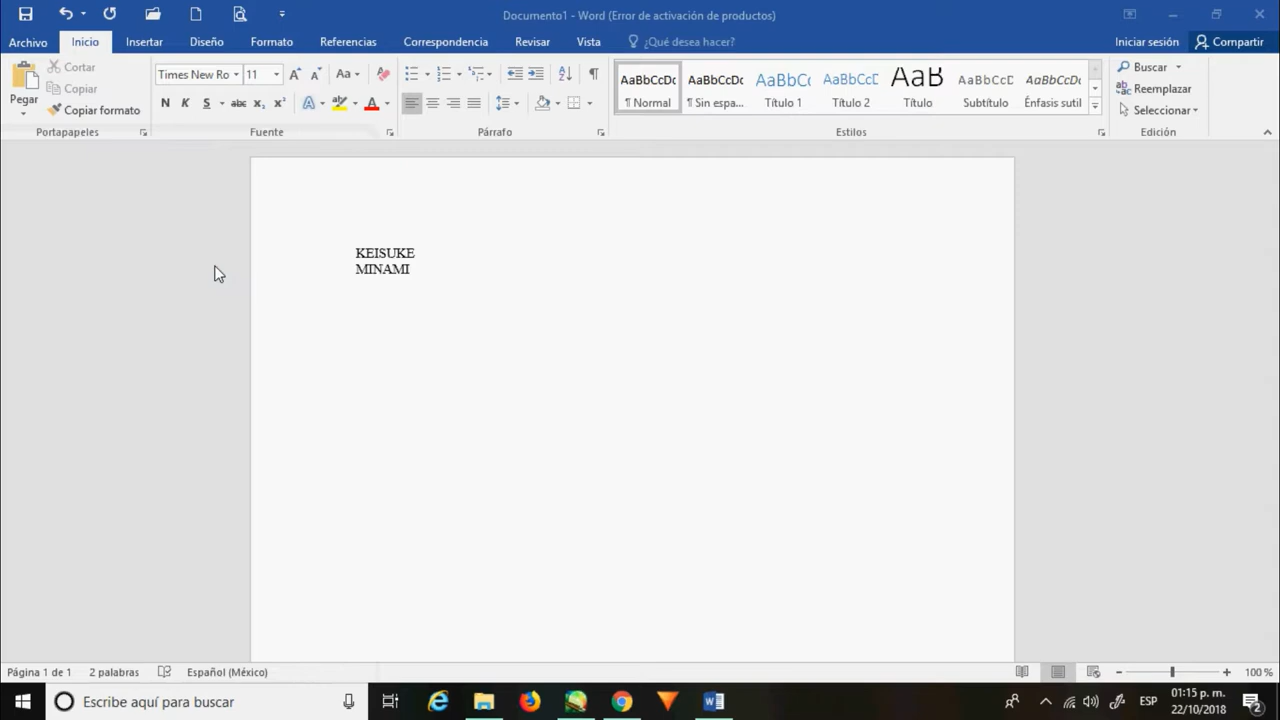 Documento1 - Word (Error de activación de productos)
Archivo Inicio Insertar Diseño Formato Referencias Correspondencia Revisar Vista ¿Qué desea hacer? Iniciar sesión Compartir
Pegar
Cortar
Copiar
Copiar formato
Portapapeles
Times New Ro 11 Aa
N K S abc x₂ x² A A
Fuente
Párrafo
AaBbCcDc AaBbCcDc AaBbCc AaBbCcD AaB AaBbCcD AaBbCcDc
¶ Normal ¶ Sin espa... Título 1 Título 2 Título Subtítulo Énfasis sutil
Estilos
Buscar
Reemplazar
Seleccionar
Edición
KEISUKE
MINAMI
Página 1 de 1 2 palabras Español (México) 100 %
Escribe aquí para buscar
ESP
01:15 p. m.
22/10/2018
2